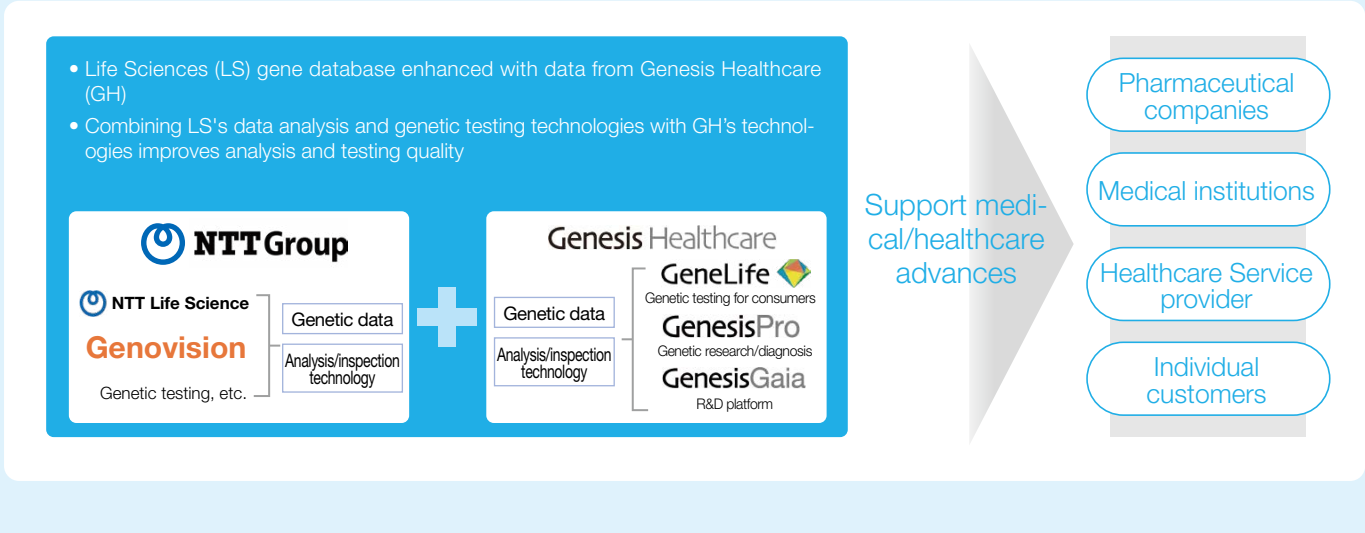 • Life Sciences (LS) gene database enhanced with data from Genesis Healthcare
(GH)
• Combining LS's data analysis and genetic testing technologies with GH's technol-
ogies improves analysis and testing quality
NTT Group
NTT Life Science
Genovision
Genetic testing, etc.
Genetic data
Analysis/inspection
technology
Genesis Healthcare
Genetic data
Analysis/inspection
technology
GeneLife
Genetic testing for consumers
GenesisPro
Genetic research/diagnosis
GenesisGaia
R&D platform
Support medi-
cal/healthcare
advances
Pharmaceutical
companies
Medical institutions
Healthcare Service
provider
Individual
customers